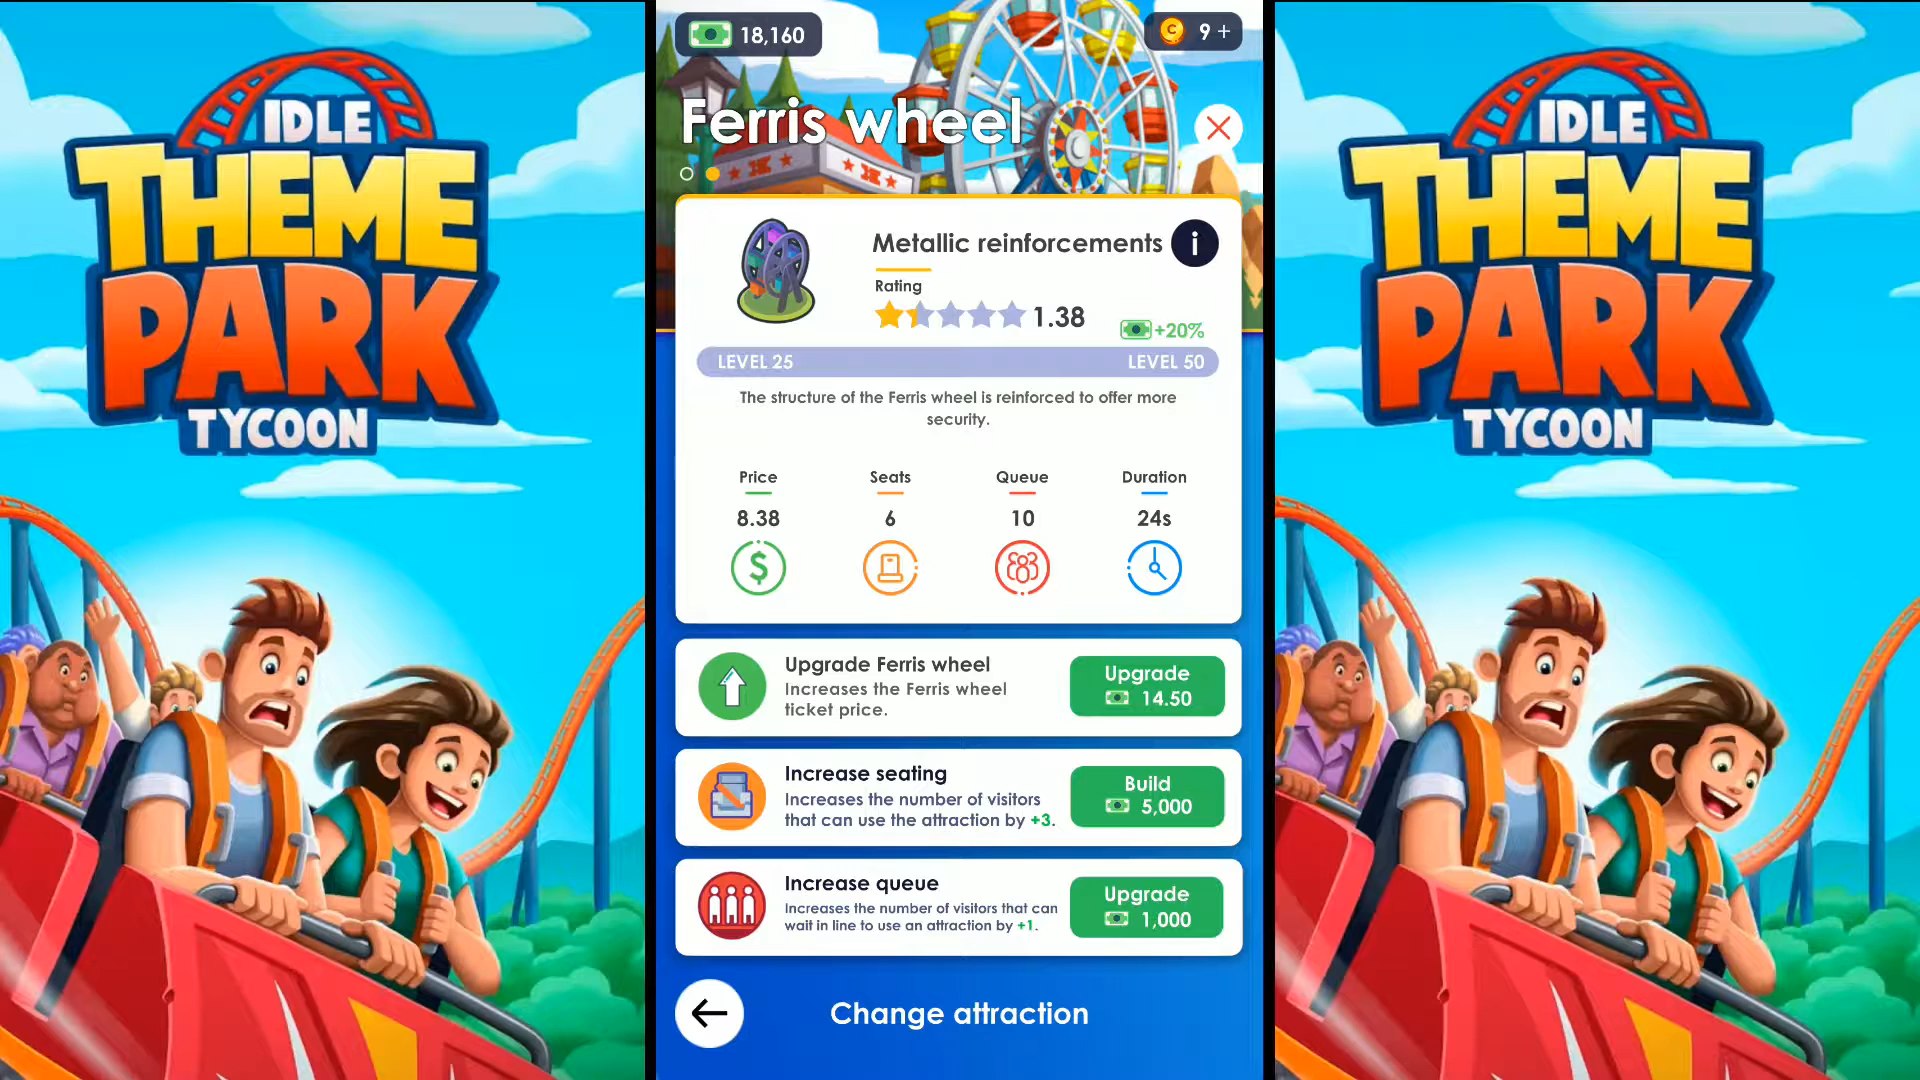 IDLE
THEME
PARK
TYCOON
18,160
C 9 +
Ferris wheel
Metallic reinforcements i
Rating
1.38
+20%
LEVEL 25 LEVEL 50
The structure of the Ferris wheel is reinforced to offer more
security.
Price Seats Queue Duration
8.38 6 10 24s
$
Upgrade Ferris wheel
Increases the Ferris wheel
ticket price.
Upgrade
14.50
Increase seating
Increases the number of visitors
that can use the attraction by +3.
Build
5,000
Increase queue
Increases the number of visitors that can
wait in line to use an attraction by +1.
Upgrade
1,000
Change attraction
IDLE
THEME
PARK
TYCOON